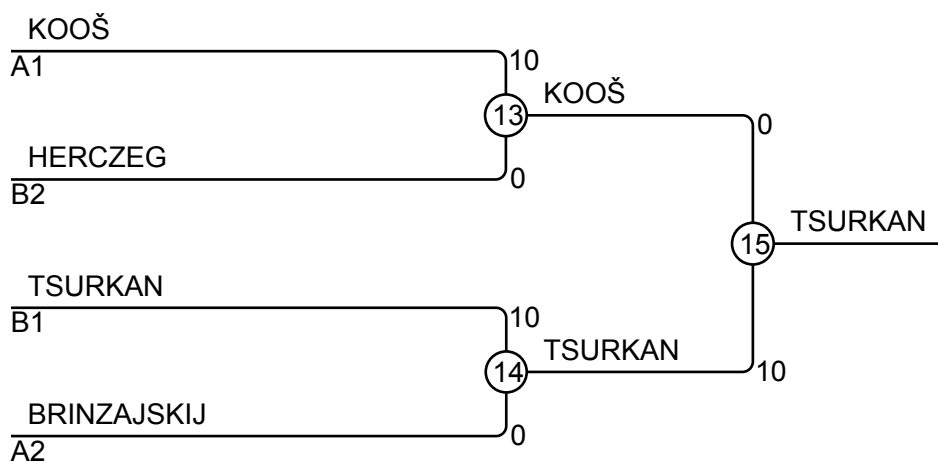 KOOŠ
A1
10
13
KOOŠ
0
HERCZEG
B2
0
15
TSURKAN
TSURKAN
B1
10
14
TSURKAN
10
BRINZAJSKIJ
A2
0